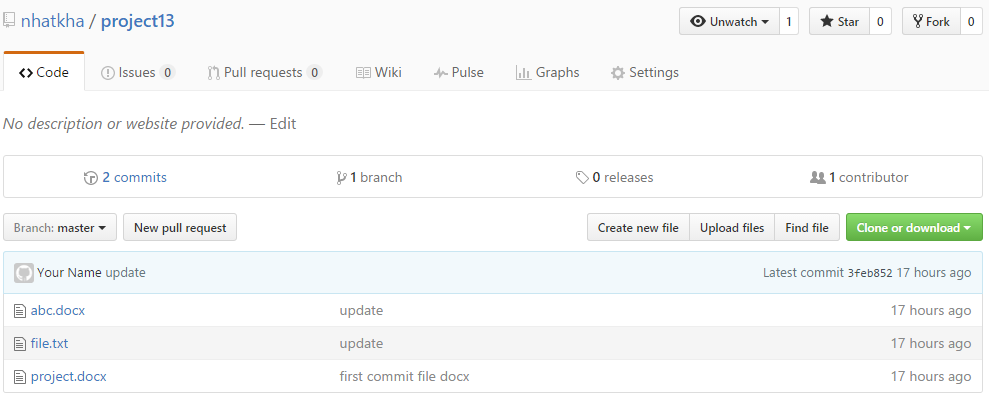 nhatkha / project13 Unwatch 1 Star 0 Fork 0
Code Issues 0 Pull requests 0 Wiki Pulse Graphs Settings
No description or website provided. — Edit
2 commits 1 branch 0 releases 1 contributor
Branch: master New pull request Create new file Upload files Find file Clone or download
Your Name update Latest commit 3feb852 17 hours ago
abc.docx update 17 hours ago
file.txt update 17 hours ago
project.docx first commit file docx 17 hours ago